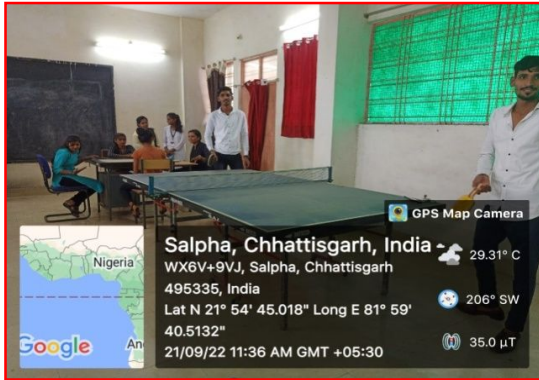 GPS Map Camera
Nigeria
Google
An
Salpha, Chhattisgarh, India
WX6V+9VJ, Salpha, Chhattisgarh
495335, India
Lat N 21° 54' 45.018" Long E 81° 59'
40.5132"
21/09/22 11:36 AM GMT +05:30
29.31° C
206° SW
35.0 µT